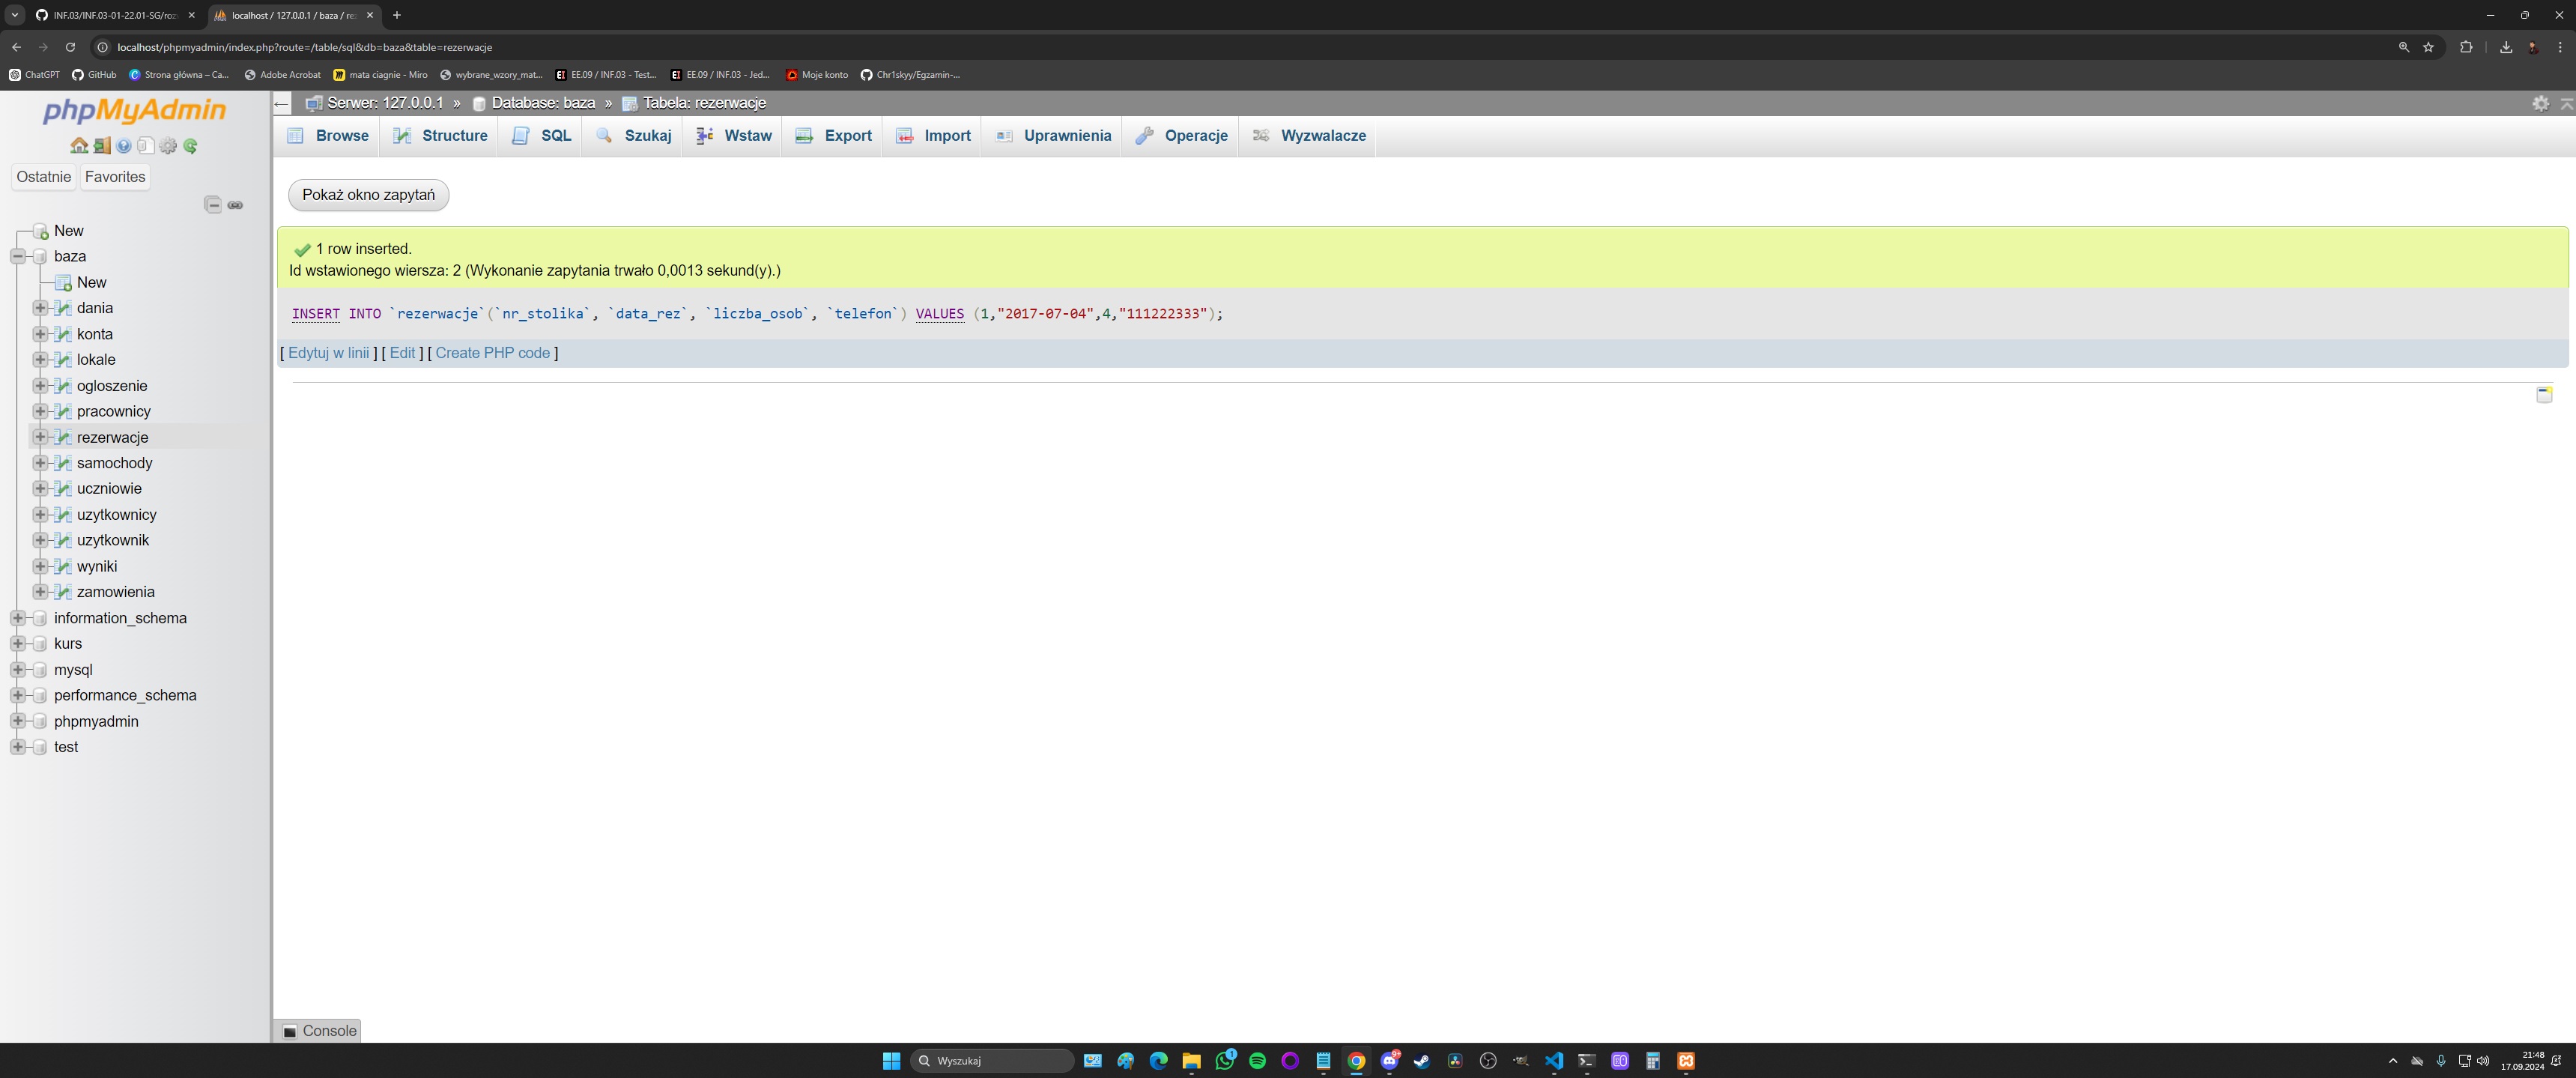 INF.03/INF.03-01-22.01-SG/roz
localhost / 127.0.0.1 / baza / re
localhost/phpmyadmin/index.php?route=/table/sql&db=baza&table=rezerwacje
ChatGPT GitHub Strona główna – Ca... Adobe Acrobat mata ciagnie - Miro wybrane_wzory_mat... EE.09 / INF.03 - Test... EE.09 / INF.03 - Jed... Moje konto Chr1skyy/Egzamin-...
phpMyAdmin
Ostatnie Favorites
New
baza
New
dania
konta
lokale
ogloszenie
pracownicy
rezerwacje
samochody
uczniowie
uzytkownicy
uzytkownik
wyniki
zamowienia
information_schema
kurs
mysql
performance_schema
phpmyadmin
test
Serwer: 127.0.0.1 » Database: baza » Tabela: rezerwacje
Browse Structure SQL Szukaj Wstaw Export Import Uprawnienia Operacje Wyzwalacze
Pokaż okno zapytań
1 row inserted.
Id wstawionego wiersza: 2 (Wykonanie zapytania trwało 0,0013 sekund(y).)
INSERT INTO `rezerwacje`(`nr_stolika`, `data_rez`, `liczba_osob`, `telefon`) VALUES (1,"2017-07-04",4,"111222333");
[ Edytuj w linii ] [ Edit ] [ Create PHP code ]
Console
Wyszukaj
21:48
17.09.2024